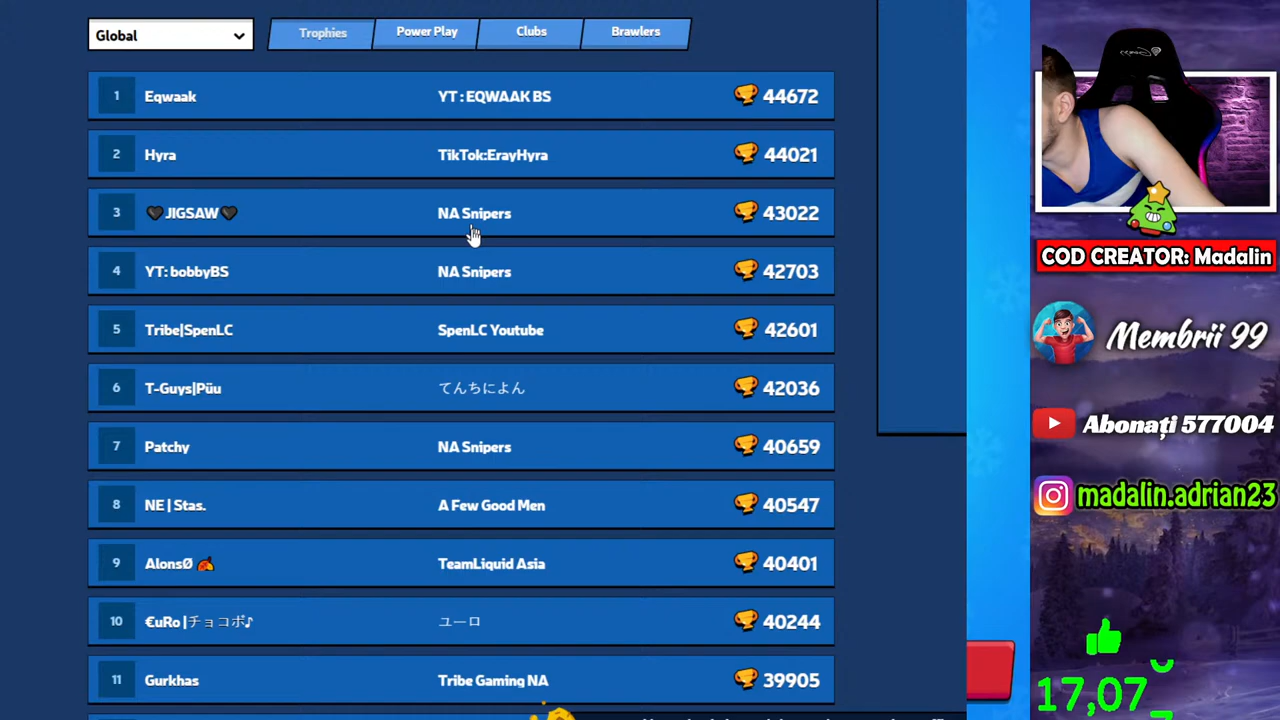 Global
Trophies
Power Play
Clubs
Brawlers
1 Eqwaak YT : EQWAAK BS 44672
2 Hyra TikTok:ErayHyra 44021
3 🖤JIGSAW🖤 NA Snipers 43022
4 YT: bobbyBS NA Snipers 42703
5 Tribe|SpenLC SpenLC Youtube 42601
6 T-Guys|Püu てんちによん 42036
7 Patchy NA Snipers 40659
8 NE | Stas. A Few Good Men 40547
9 AlonsØ TeamLiquid Asia 40401
10 €uRo |チョコボ♪ ユーロ 40244
11 Gurkhas Tribe Gaming NA 39905
COD CREATOR: Madalin
Membrii 99
Abonați 577004
madalin.adrian23
17,07